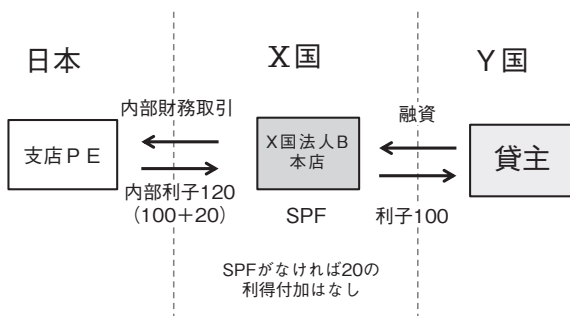 日本
X国
Y国
内部財務取引
融資
支店ＰＥ
X国法人B
本店
貸主
内部利子120
（100＋20）
SPF
利子100
SPFがなければ20の
利得付加はなし